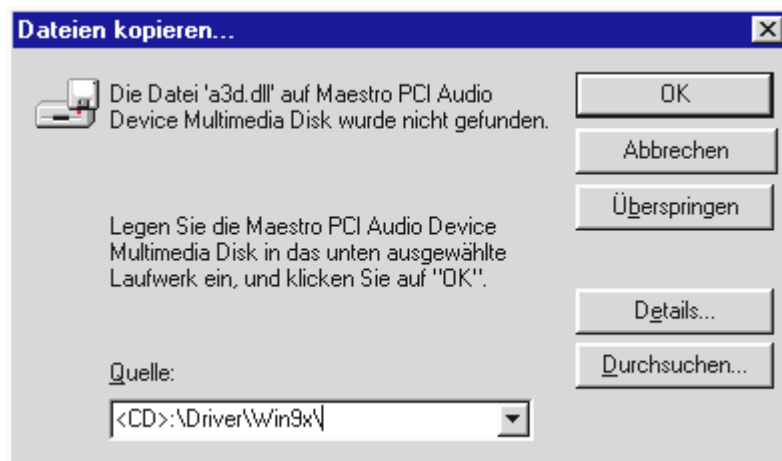 Dateien kopieren...
Die Datei 'a3d.dll' auf Maestro PCI Audio
Device Multimedia Disk wurde nicht gefunden.
Legen Sie die Maestro PCI Audio Device
Multimedia Disk in das unten ausgewählte
Laufwerk ein, und klicken Sie auf "OK".
Quelle:
<CD>:\Driver\Win9x\
OK
Abbrechen
Überspringen
Details...
Durchsuchen...